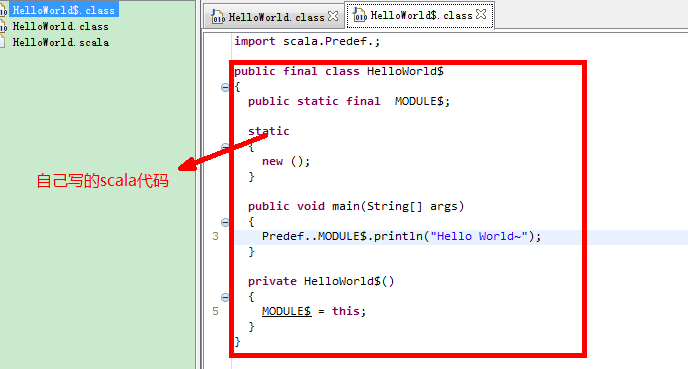 HelloWorld$.class
HelloWorld.class
HelloWorld.scala
HelloWorld.class
HelloWorld$.class
import scala.Predef.;
public final class HelloWorld$
{
public static final  MODULE$;
static
{
new ();
}
public void main(String[] args)
{
3 Predef..MODULE$.println("Hello World~");
}
private HelloWorld$()
{
5 MODULE$ = this;
}
}
自己写的scala代码